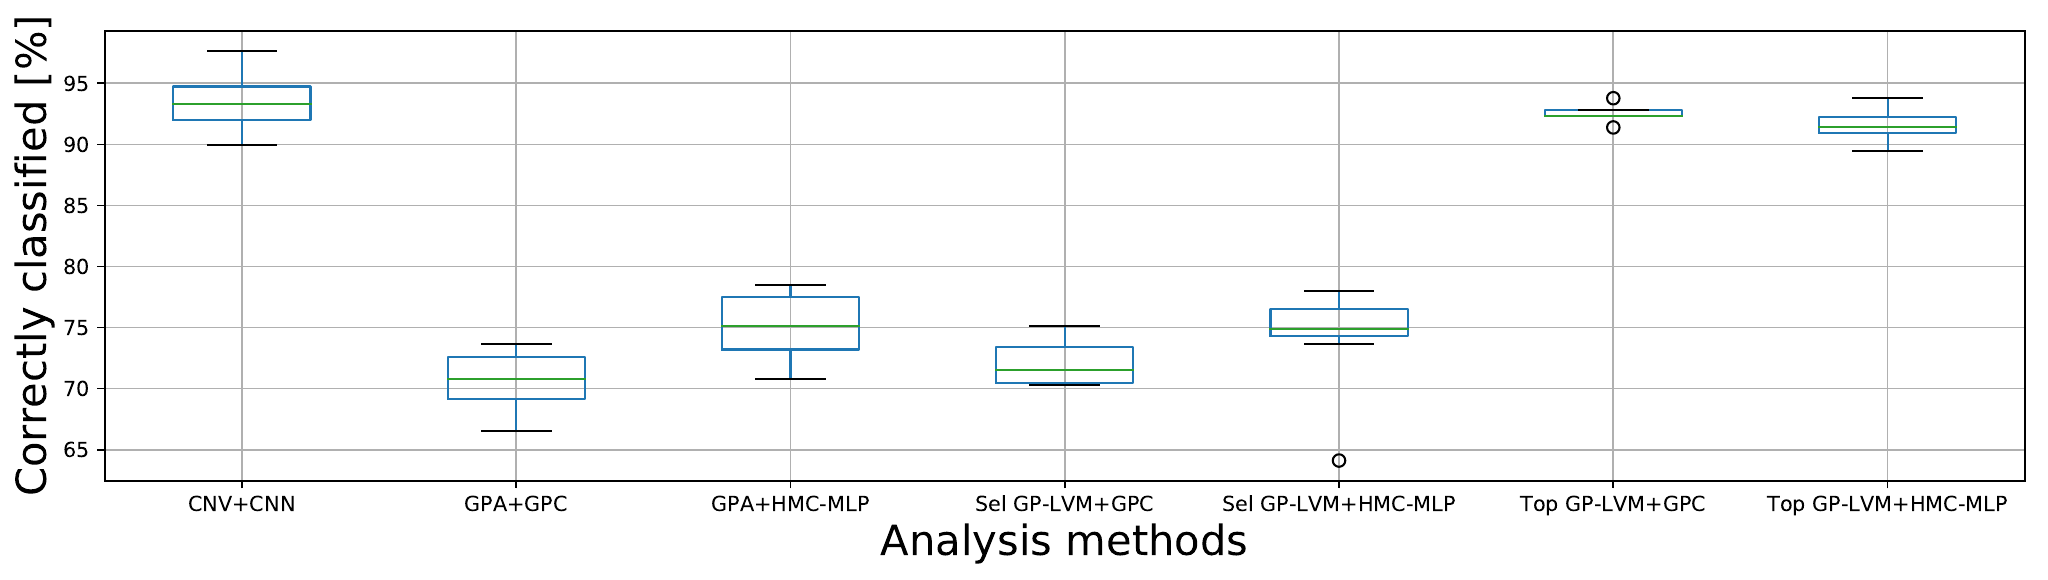 Correctly classified [%]
95
90
85
80
75
70
65
CNV+CNN GPA+GPC GPA+HMC-MLP Sel GP-LVM+GPC Sel GP-LVM+HMC-MLP Top GP-LVM+GPC Top GP-LVM+HMC-MLP
Analysis methods